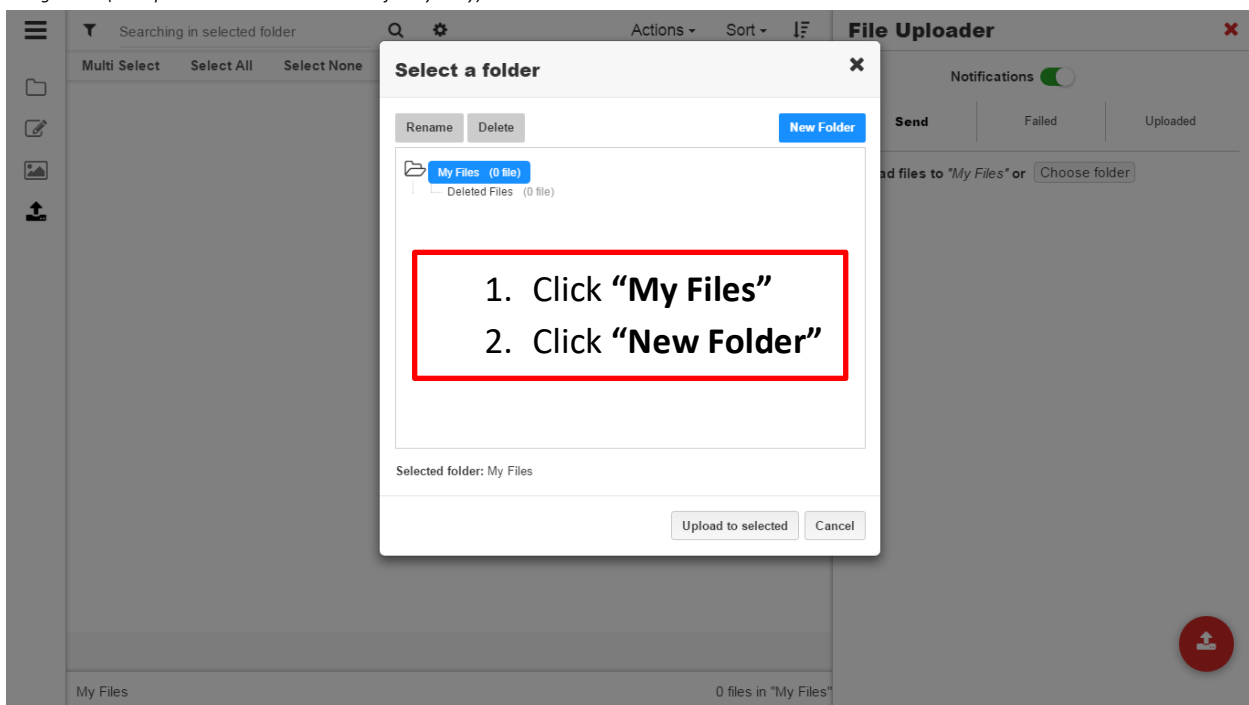 Searching in selected folder
Actions Sort
File Uploader
Multi Select Select All Select None
Select a folder
Notifications
Rename Delete New Folder
Send Failed Uploaded
My Files (0 file)
Deleted Files (0 file)
ad files to "My Files" or Choose folder
1. Click “My Files”
2. Click “New Folder”
Selected folder: My Files
Upload to selected Cancel
My Files 0 files in "My Files"